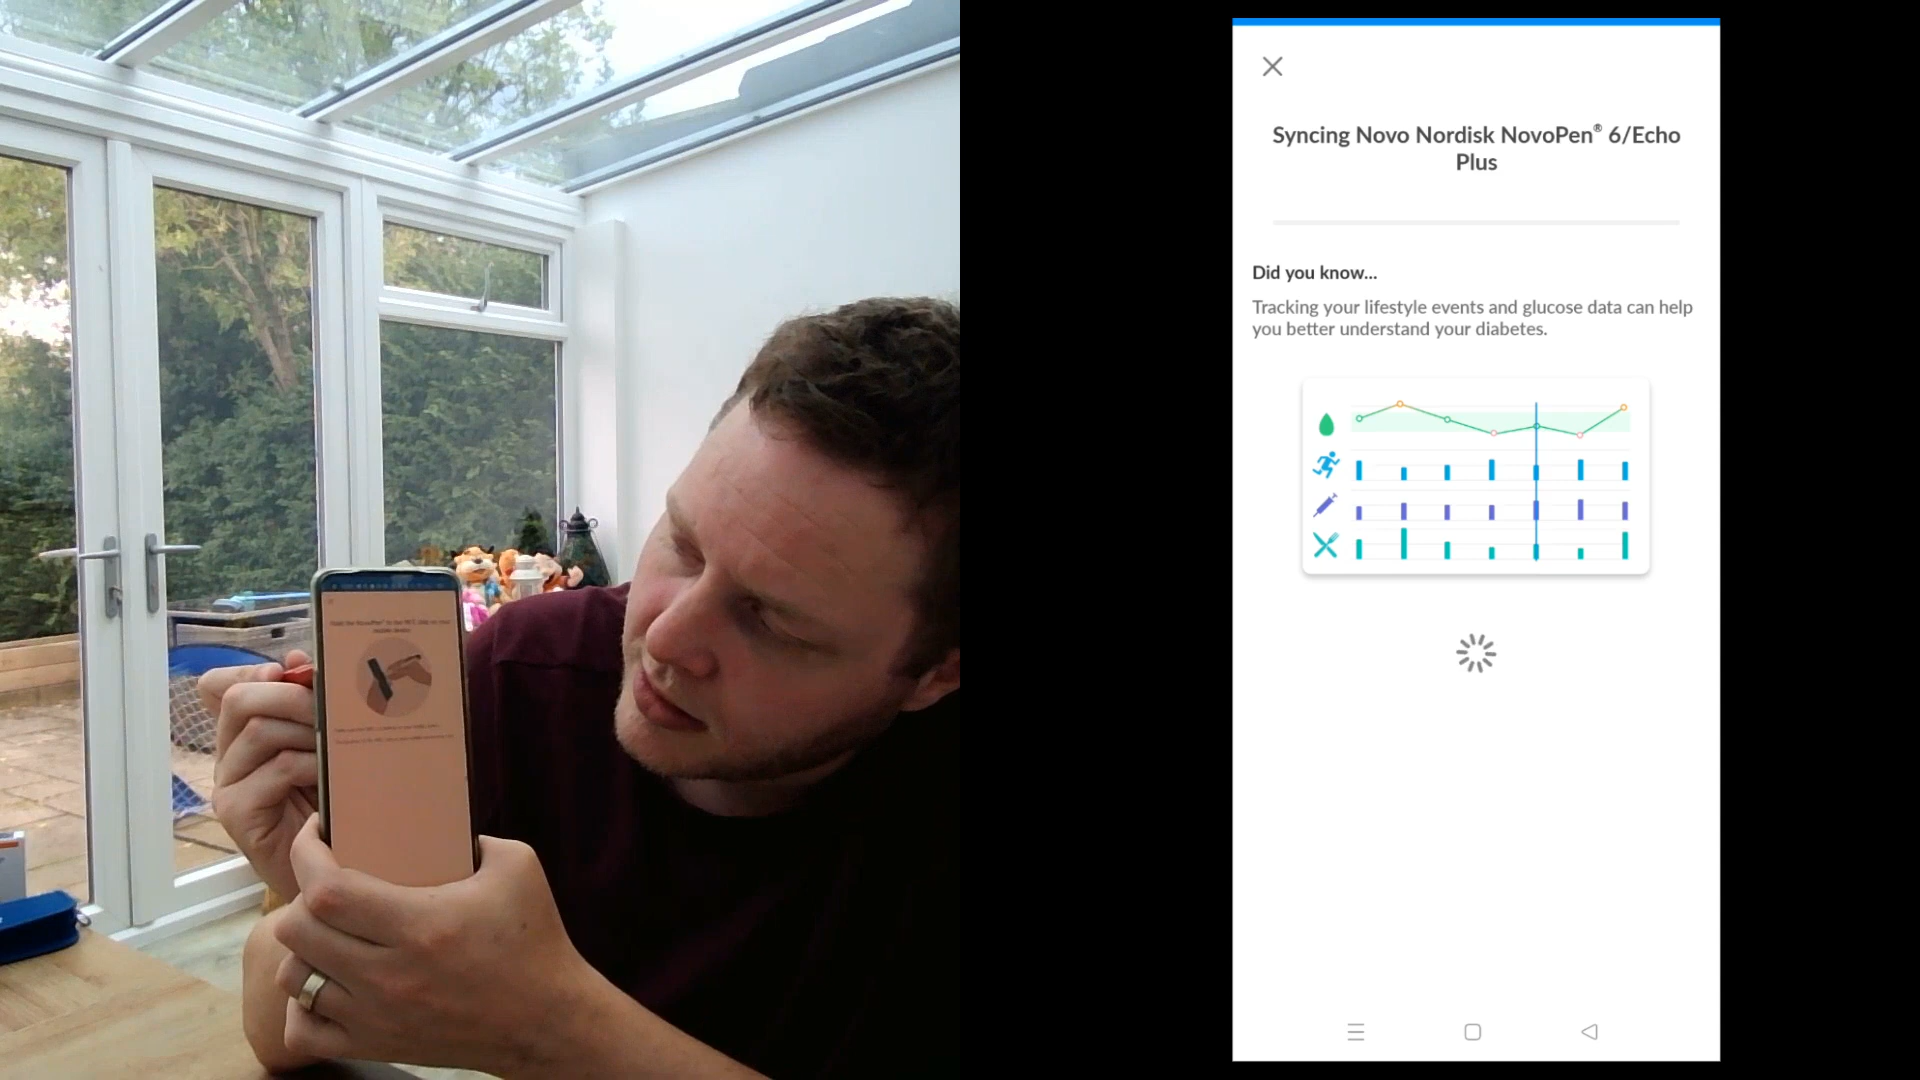 Syncing Novo Nordisk NovoPen® 6/Echo
Plus
Did you know...
Tracking your lifestyle events and glucose data can help
you better understand your diabetes.